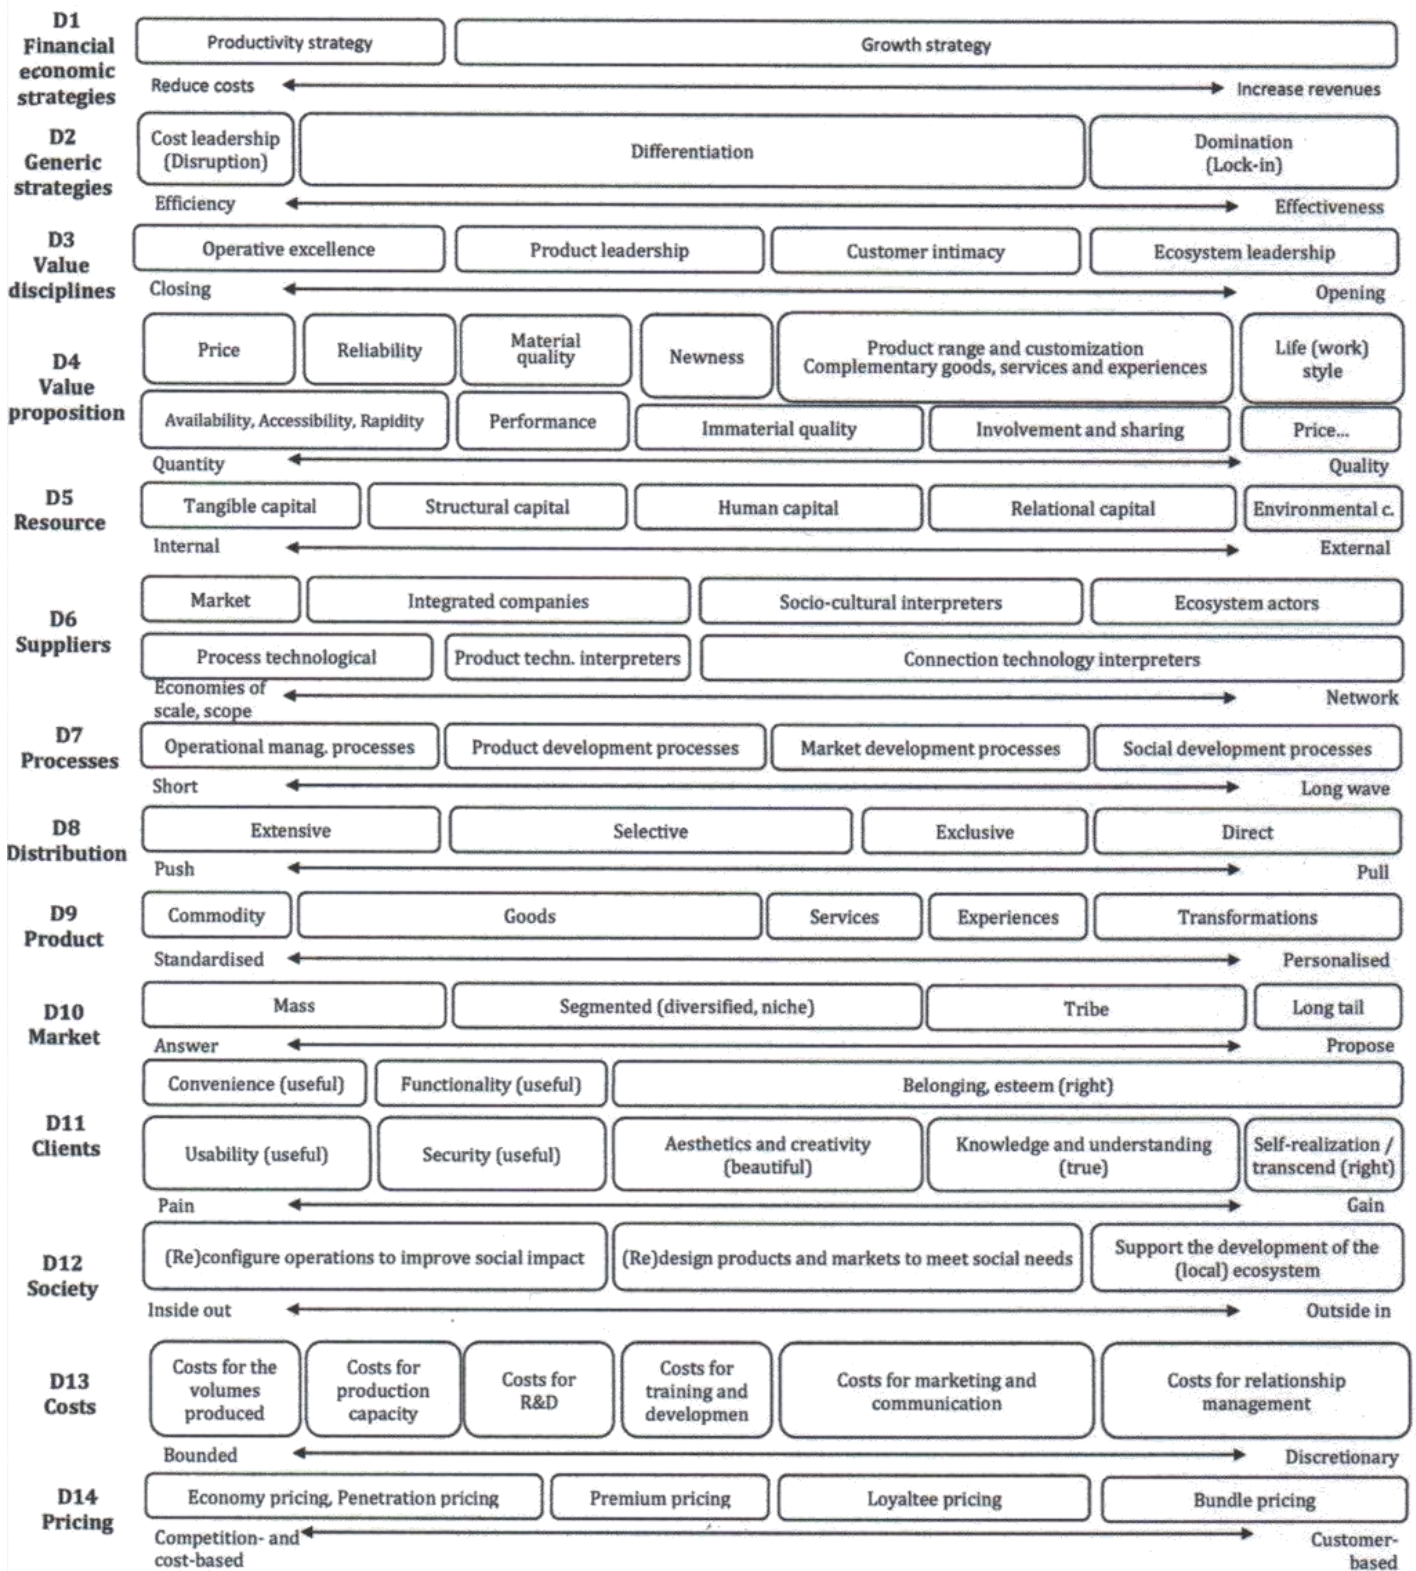 D1
Financial
economic
strategies
Productivity strategy
Growth strategy
Reduce costs
Increase revenues
D2
Generic
strategies
Cost leadership
(Disruption)
Differentiation
Domination
(Lock-in)
Efficiency
Effectiveness
D3
Value
disciplines
Operative excellence
Product leadership
Customer intimacy
Ecosystem leadership
Closing
Opening
D4
Value
proposition
Price
Reliability
Material
quality
Newness
Product range and customization
Complementary goods, services and experiences
Life (work)
style
Availability, Accessibility, Rapidity
Performance
Immaterial quality
Involvement and sharing
Price...
Quantity
Quality
D5
Resource
Tangible capital
Structural capital
Human capital
Relational capital
Environmental c.
Internal
External
D6
Suppliers
Market
Integrated companies
Socio-cultural interpreters
Ecosystem actors
Process technological
Product techn. interpreters
Connection technology interpreters
Economies of
scale, scope
Network
D7
Processes
Operational manag. processes
Product development processes
Market development processes
Social development processes
Short
Long wave
D8
Distribution
Extensive
Selective
Exclusive
Direct
Push
Pull
D9
Product
Commodity
Goods
Services
Experiences
Transformations
Standardised
Personalised
D10
Market
Mass
Segmented (diversified, niche)
Tribe
Long tail
Answer
Propose
D11
Clients
Convenience (useful)
Functionality (useful)
Belonging, esteem (right)
Usability (useful)
Security (useful)
Aesthetics and creativity
(beautiful)
Knowledge and understanding
(true)
Self-realization /
transcend (right)
Pain
Gain
D12
Society
(Re)configure operations to improve social impact
(Re)design products and markets to meet social needs
Support the development of the
(local) ecosystem
Inside out
Outside in
D13
Costs
Costs for the
volumes
produced
Costs for
production
capacity
Costs for
R&D
Costs for
training and
developmen
Costs for marketing and
communication
Costs for relationship
management
Bounded
Discretionary
D14
Pricing
Economy pricing, Penetration pricing
Premium pricing
Loyaltee pricing
Bundle pricing
Competition- and
cost-based
Customer-
based